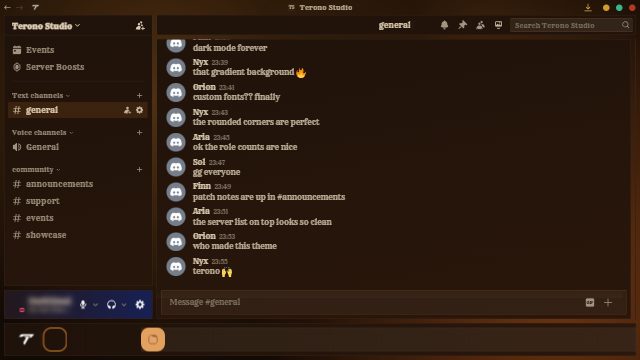 Terono Studio
Terono Studio
general
Search Terono Studio
Events
Server Boosts
Text channels
general
Voice channels
General
community
announcements
support
events
showcase
dark mode forever
Nyx 23:39
that gradient background 🔥
Orion 23:41
custom fonts?? finally
Nyx 23:43
the rounded corners are perfect
Aria 23:45
ok the role counts are nice
Sol 23:47
gg everyone
Finn 23:49
patch notes are up in #announcements
Aria 23:51
the server list on top looks so clean
Orion 23:53
who made this theme
Nyx 23:55
terono 🙌
Message #general
GIF